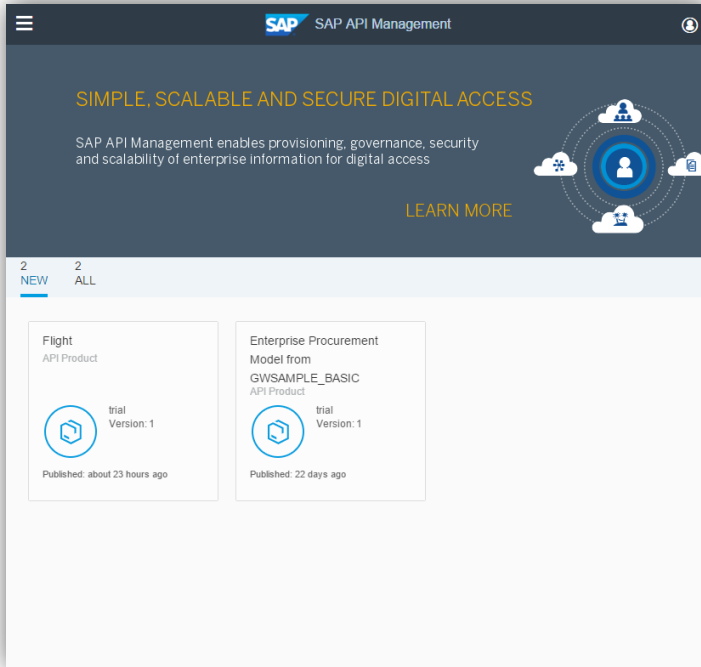 SAP SAP API Management
SIMPLE, SCALABLE AND SECURE DIGITAL ACCESS
SAP API Management enables provisioning, governance, security
and scalability of enterprise information for digital access
LEARN MORE
2
NEW
2
ALL
Flight
API Product
trial
Version: 1
Published: about 23 hours ago
Enterprise Procurement
Model from
GWSAMPLE_BASIC
API Product
trial
Version: 1
Published: 22 days ago